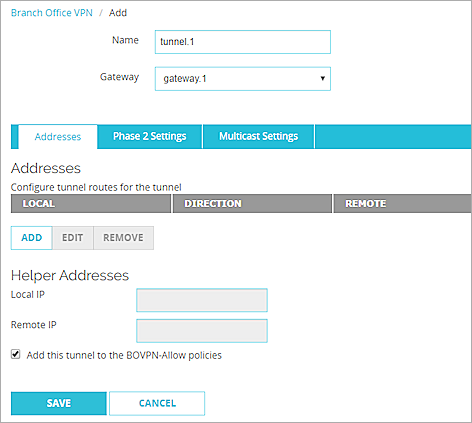 Branch Office VPN / Add
Name tunnel.1
Gateway gateway.1
Addresses Phase 2 Settings Multicast Settings
Addresses
Configure tunnel routes for the tunnel
LOCAL DIRECTION REMOTE
ADD EDIT REMOVE
Helper Addresses
Local IP
Remote IP
Add this tunnel to the BOVPN-Allow policies
SAVE CANCEL